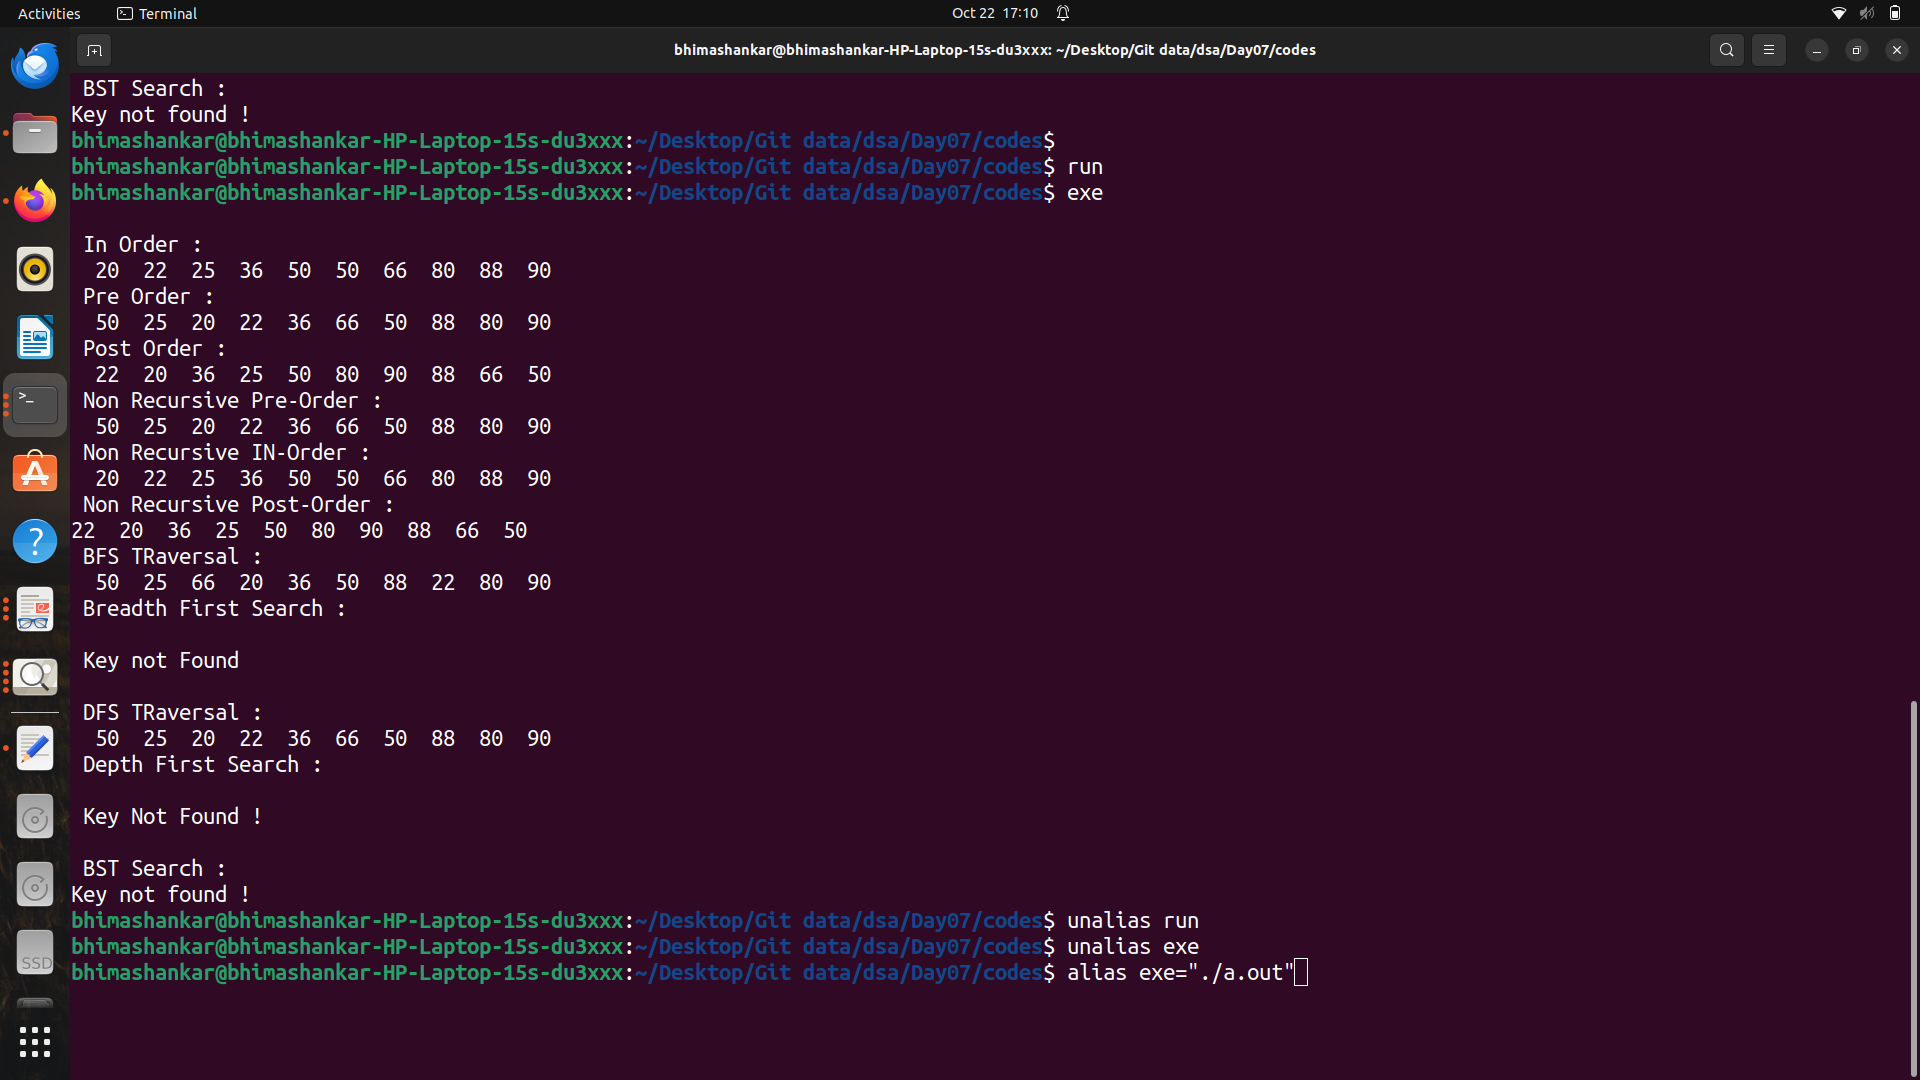 Activities Terminal Oct 22 17:10
bhimashankar@bhimashankar-HP-Laptop-15s-du3xxx: ~/Desktop/Git data/dsa/Day07/codes
BST Search :
Key not found !
bhimashankar@bhimashankar-HP-Laptop-15s-du3xxx:~/Desktop/Git data/dsa/Day07/codes$
bhimashankar@bhimashankar-HP-Laptop-15s-du3xxx:~/Desktop/Git data/dsa/Day07/codes$ run
bhimashankar@bhimashankar-HP-Laptop-15s-du3xxx:~/Desktop/Git data/dsa/Day07/codes$ exe
In Order :
20 22 25 36 50 50 66 80 88 90
Pre Order :
50 25 20 22 36 66 50 88 80 90
Post Order :
22 20 36 25 50 80 90 88 66 50
Non Recursive Pre-Order :
50 25 20 22 36 66 50 88 80 90
Non Recursive IN-Order :
20 22 25 36 50 50 66 80 88 90
Non Recursive Post-Order :
22 20 36 25 50 80 90 88 66 50
BFS TRaversal :
50 25 66 20 36 50 88 22 80 90
Breadth First Search :
Key not Found
DFS TRaversal :
50 25 20 22 36 66 50 88 80 90
Depth First Search :
Key Not Found !
BST Search :
Key not found !
bhimashankar@bhimashankar-HP-Laptop-15s-du3xxx:~/Desktop/Git data/dsa/Day07/codes$ unalias run
bhimashankar@bhimashankar-HP-Laptop-15s-du3xxx:~/Desktop/Git data/dsa/Day07/codes$ unalias exe
bhimashankar@bhimashankar-HP-Laptop-15s-du3xxx:~/Desktop/Git data/dsa/Day07/codes$ alias exe="./a.out"
SSD